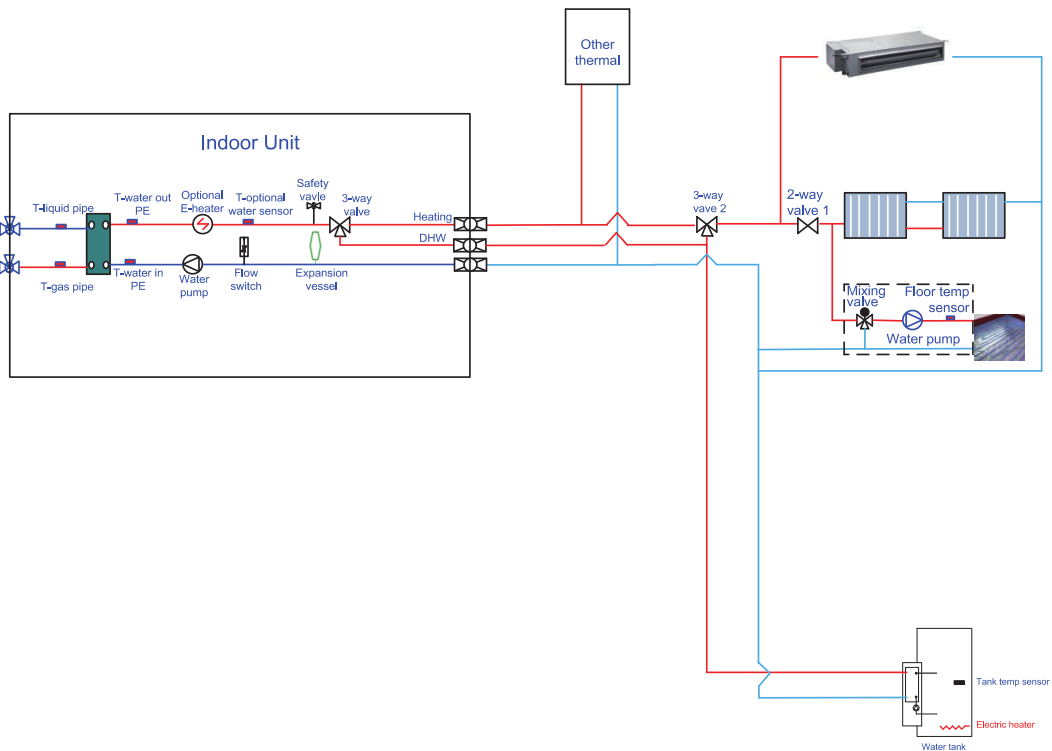 Other
thermal
Indoor Unit
T-liquid pipe
T-water out
PE
Optional
E-heater
T-optional
water sensor
Safety
vavle
3-way
valve
Heating
DHW
T-gas pipe
T-water in
PE
Water
pump
Flow
switch
Expansion
vessel
3-way
vave 2
2-way
valve 1
Mixing
valve
Floor temp
sensor
Water pump
Tank temp sensor
Electric heater
Water tank